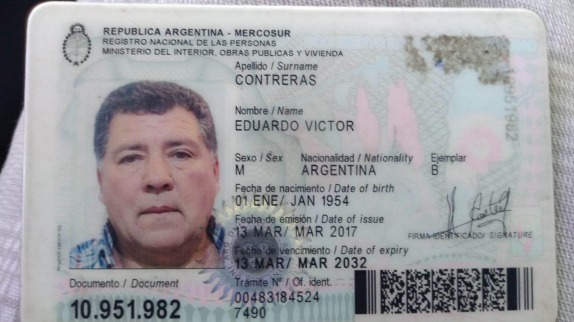 REPUBLICA ARGENTINA - MERCOSUR
REGISTRO NACIONAL DE LAS PERSONAS
MINISTERIO DEL INTERIOR, OBRAS PUBLICAS Y VIVIENDA
Apellido / Surname
CONTRERAS
Nombre / Name
EDUARDO VICTOR
Sexo / Sex Nacionalidad / Nationality Ejemplar
M ARGENTINA B
Fecha de nacimiento / Date of birth
01 ENE/ JAN 1954
Fecha de emisión / Date of issue
13 MAR/ MAR 2017
Fecha de vencimiento / Date of expiry
13 MAR/ MAR 2032
FIRMA IDENTIFICADO/ SIGNATURE
Documento / Document
10.951.982
Trámite N° / Of. ident.
00483184524
7490